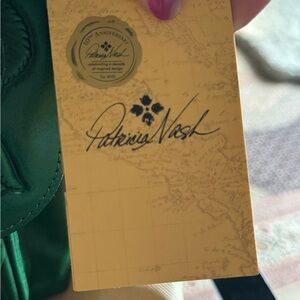 10TH ANNIVERSARY
Patricia Nash
celebrating a decade
of inspired design
Patricia Nash